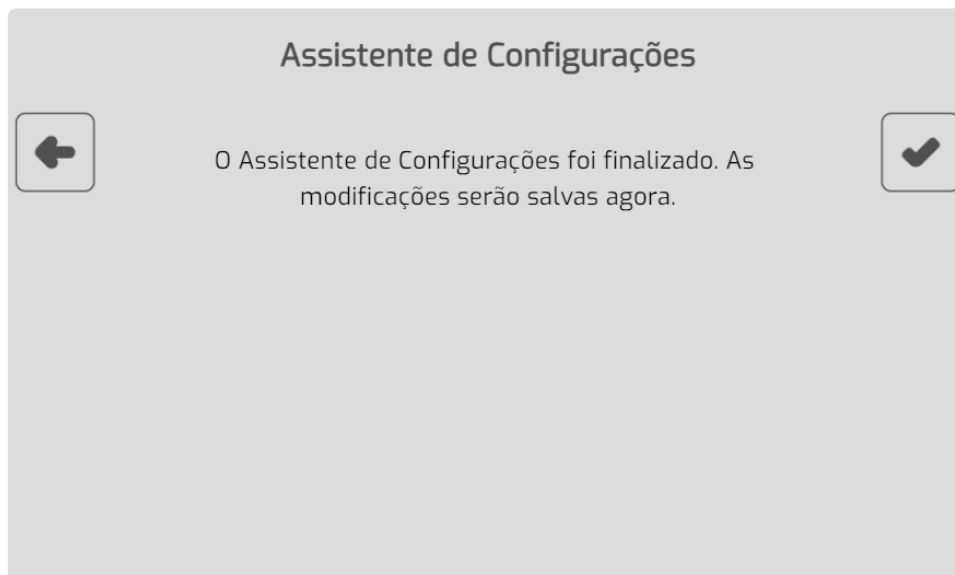 Assistente de Configurações
O Assistente de Configurações foi finalizado. As
modificações serão salvas agora.